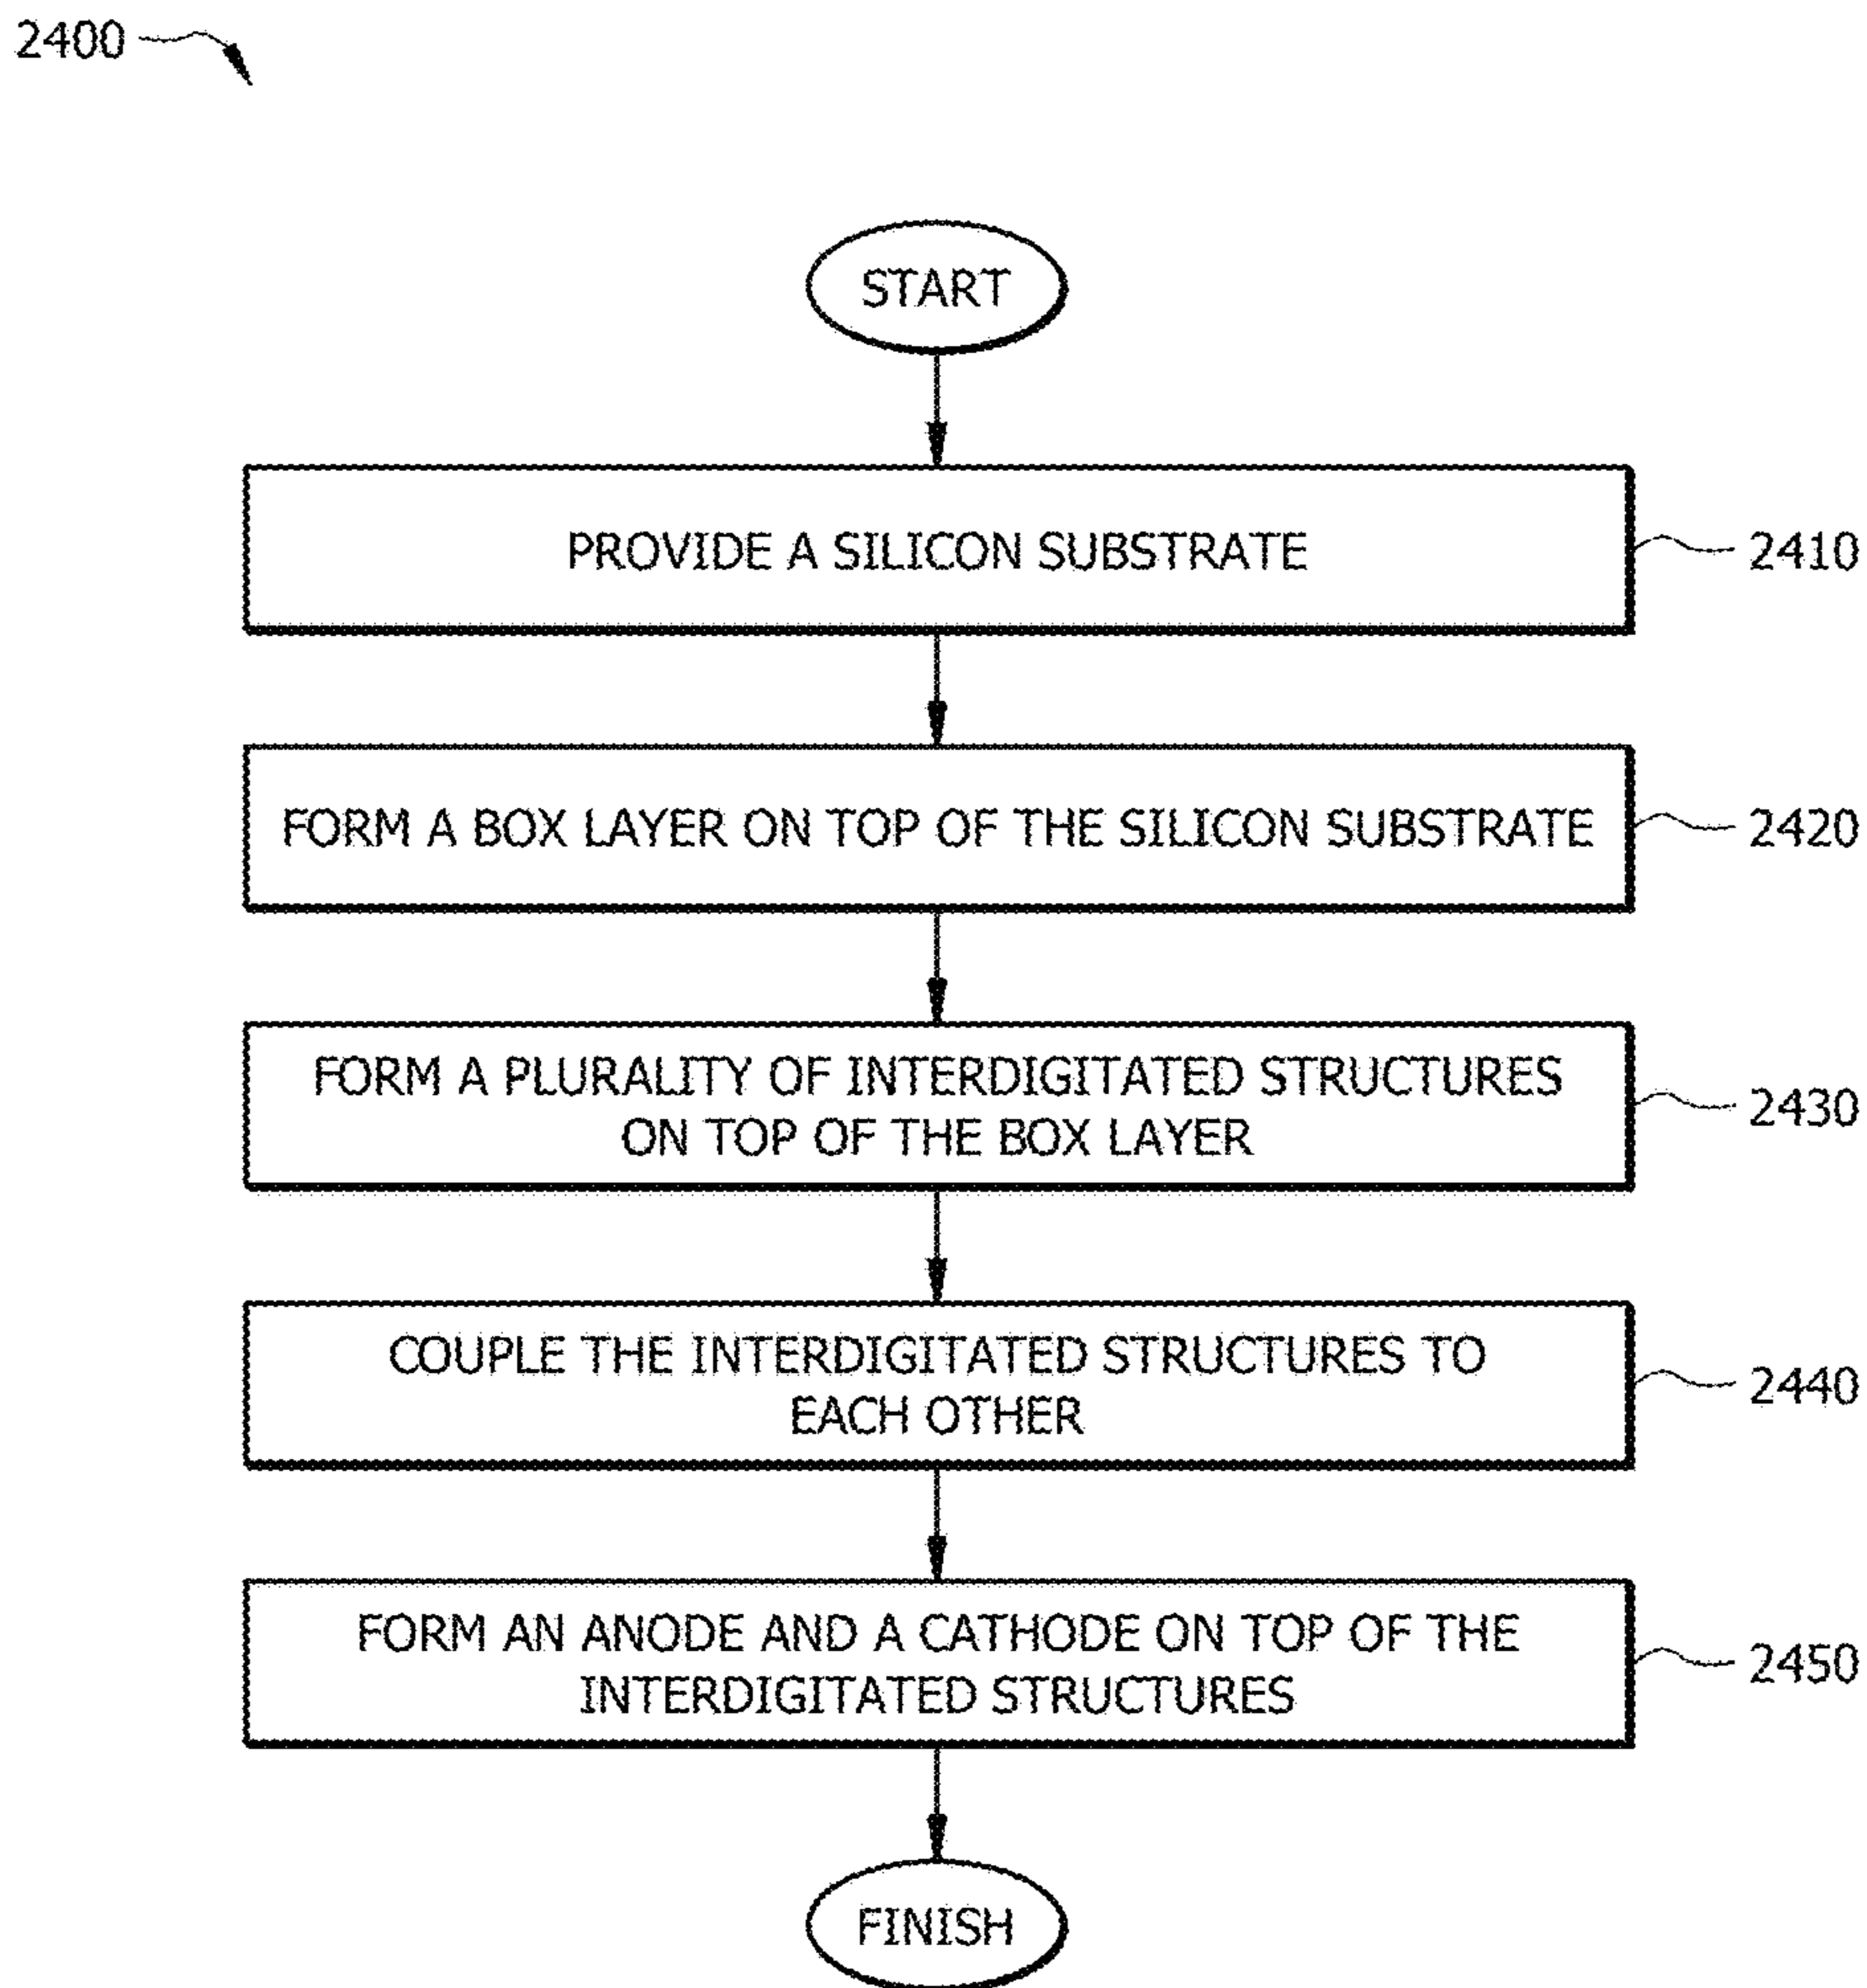 2400
START
PROVIDE A SILICON SUBSTRATE
2410
FORM A BOX LAYER ON TOP OF THE SILICON SUBSTRATE
2420
FORM A PLURALITY OF INTERDIGITATED STRUCTURES
ON TOP OF THE BOX LAYER
2430
COUPLE THE INTERDIGITATED STRUCTURES TO
EACH OTHER
2440
FORM AN ANODE AND A CATHODE ON TOP OF THE
INTERDIGITATED STRUCTURES
2450
FINISH